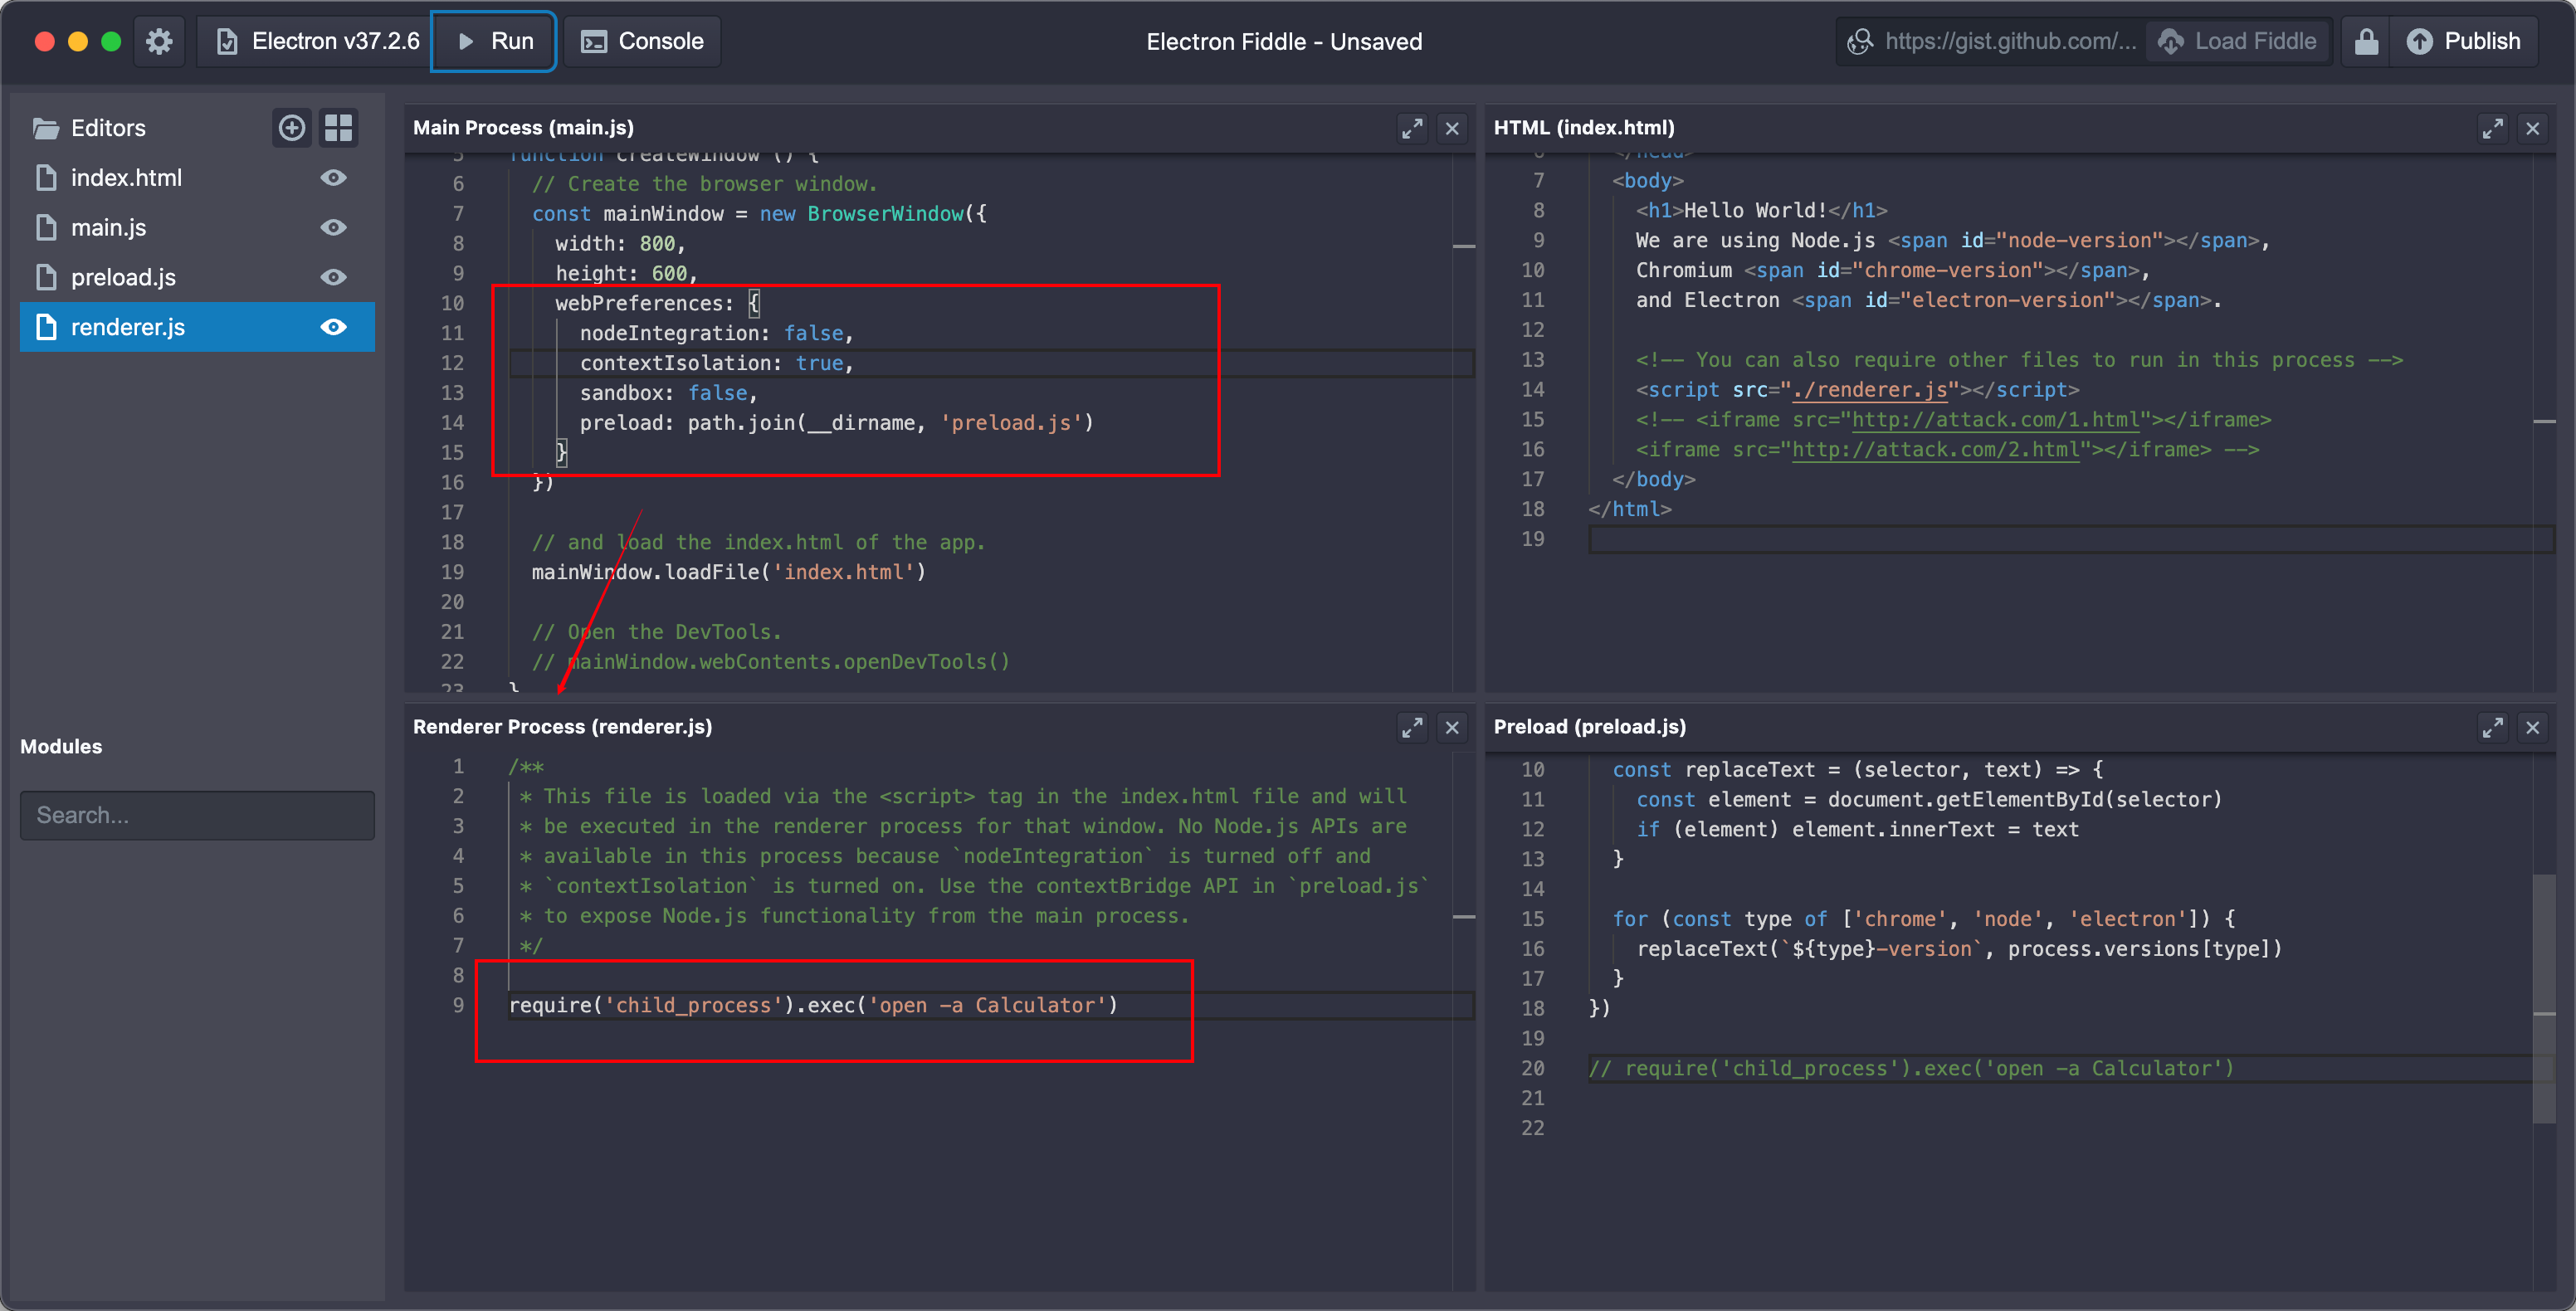 Electron v37.2.6
Run
Console
Electron Fiddle - Unsaved
https://gist.github.com/...
Load Fiddle
Publish
Editors
index.html
main.js
preload.js
renderer.js
Modules
Search...
Main Process (main.js)
5 function createWindow () {
6 // Create the browser window.
7 const mainWindow = new BrowserWindow({
8 width: 800,
9 height: 600,
10 webPreferences: {
11 nodeIntegration: false,
12 contextIsolation: true,
13 sandbox: false,
14 preload: path.join(__dirname, 'preload.js')
15 }
16 })
17
18 // and load the index.html of the app.
19 mainWindow.loadFile('index.html')
20
21 // Open the DevTools.
22 // mainWindow.webContents.openDevTools()
23 }
HTML (index.html)
6 </head>
7 <body>
8 <h1>Hello World!</h1>
9 We are using Node.js <span id="node-version"></span>,
10 Chromium <span id="chrome-version"></span>,
11 and Electron <span id="electron-version"></span>.
12
13 <!-- You can also require other files to run in this process -->
14 <script src="./renderer.js"></script>
15 <!-- <iframe src="http://attack.com/1.html"></iframe>
16 <iframe src="http://attack.com/2.html"></iframe> -->
17 </body>
18 </html>
19
Renderer Process (renderer.js)
1 /**
2 * This file is loaded via the <script> tag in the index.html file and will
3 * be executed in the renderer process for that window. No Node.js APIs are
4 * available in this process because `nodeIntegration` is turned off and
5 * `contextIsolation` is turned on. Use the contextBridge API in `preload.js`
6 * to expose Node.js functionality from the main process.
7 */
8
9 require('child_process').exec('open -a Calculator')
Preload (preload.js)
10 const replaceText = (selector, text) => {
11 const element = document.getElementById(selector)
12 if (element) element.innerText = text
13 }
14
15 for (const type of ['chrome', 'node', 'electron']) {
16 replaceText(`${type}-version`, process.versions[type])
17 }
18 })
19
20 // require('child_process').exec('open -a Calculator')
21
22